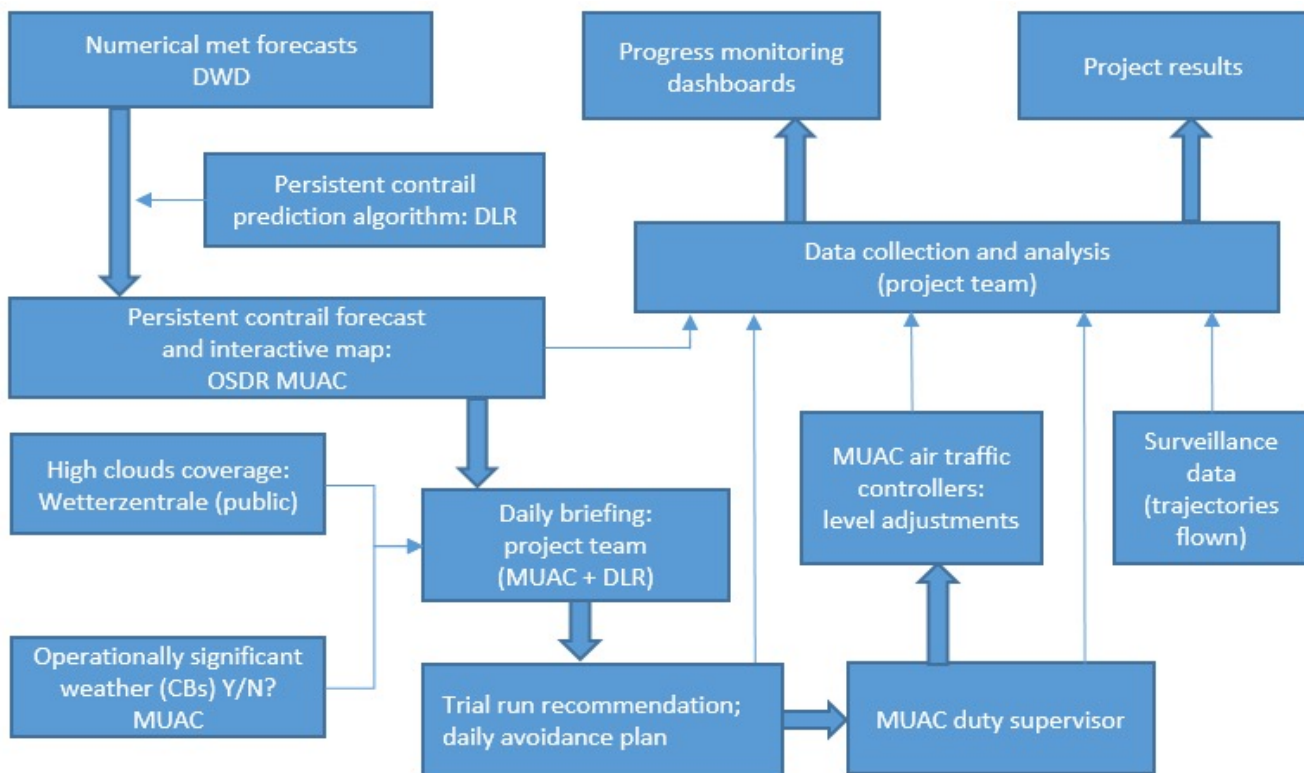 Numerical met forecasts
DWD
Progress monitoring
dashboards
Project results
Persistent contrail
prediction algorithm: DLR
Data collection and analysis
(project team)
Persistent contrail forecast
and interactive map:
OSDR MUAC
High clouds coverage:
Wetterzentrale (public)
Daily briefing:
project team
(MUAC + DLR)
MUAC air traffic
controllers:
level adjustments
Surveillance
data
(trajectories
flown)
Operationally significant
weather (CBs) Y/N?
MUAC
Trial run recommendation;
daily avoidance plan
MUAC duty supervisor